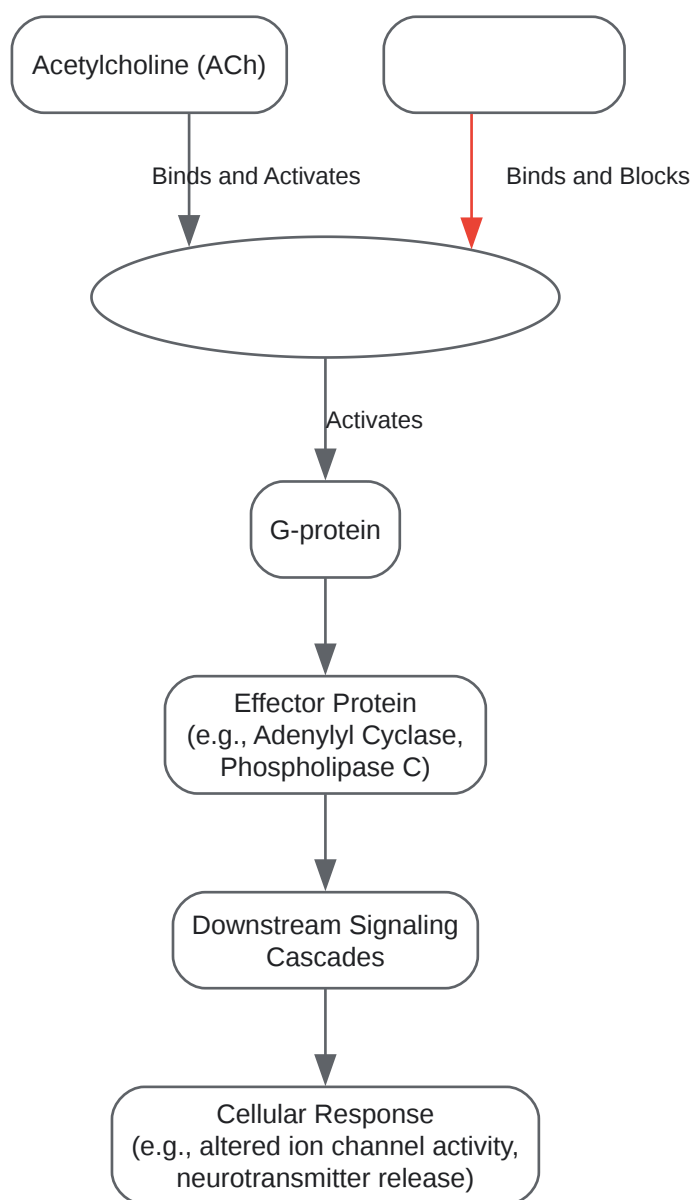 Acetylcholine (ACh)
Binds and Activates
Binds and Blocks
Activates
G-protein
Effector Protein
(e.g., Adenylyl Cyclase,
Phospholipase C)
Downstream Signaling
Cascades
Cellular Response
(e.g., altered ion channel activity,
neurotransmitter release)